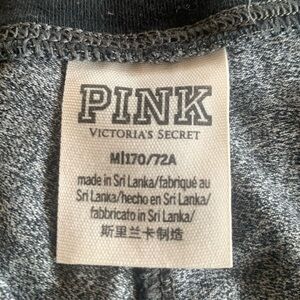 PINK
VICTORIA'S SECRET
M|170/72A
made in Sri Lanka/fabriqué au
Sri Lanka/hecho en Sri Lanka/
fabbricato in Sri Lanka/
斯里兰卡制造